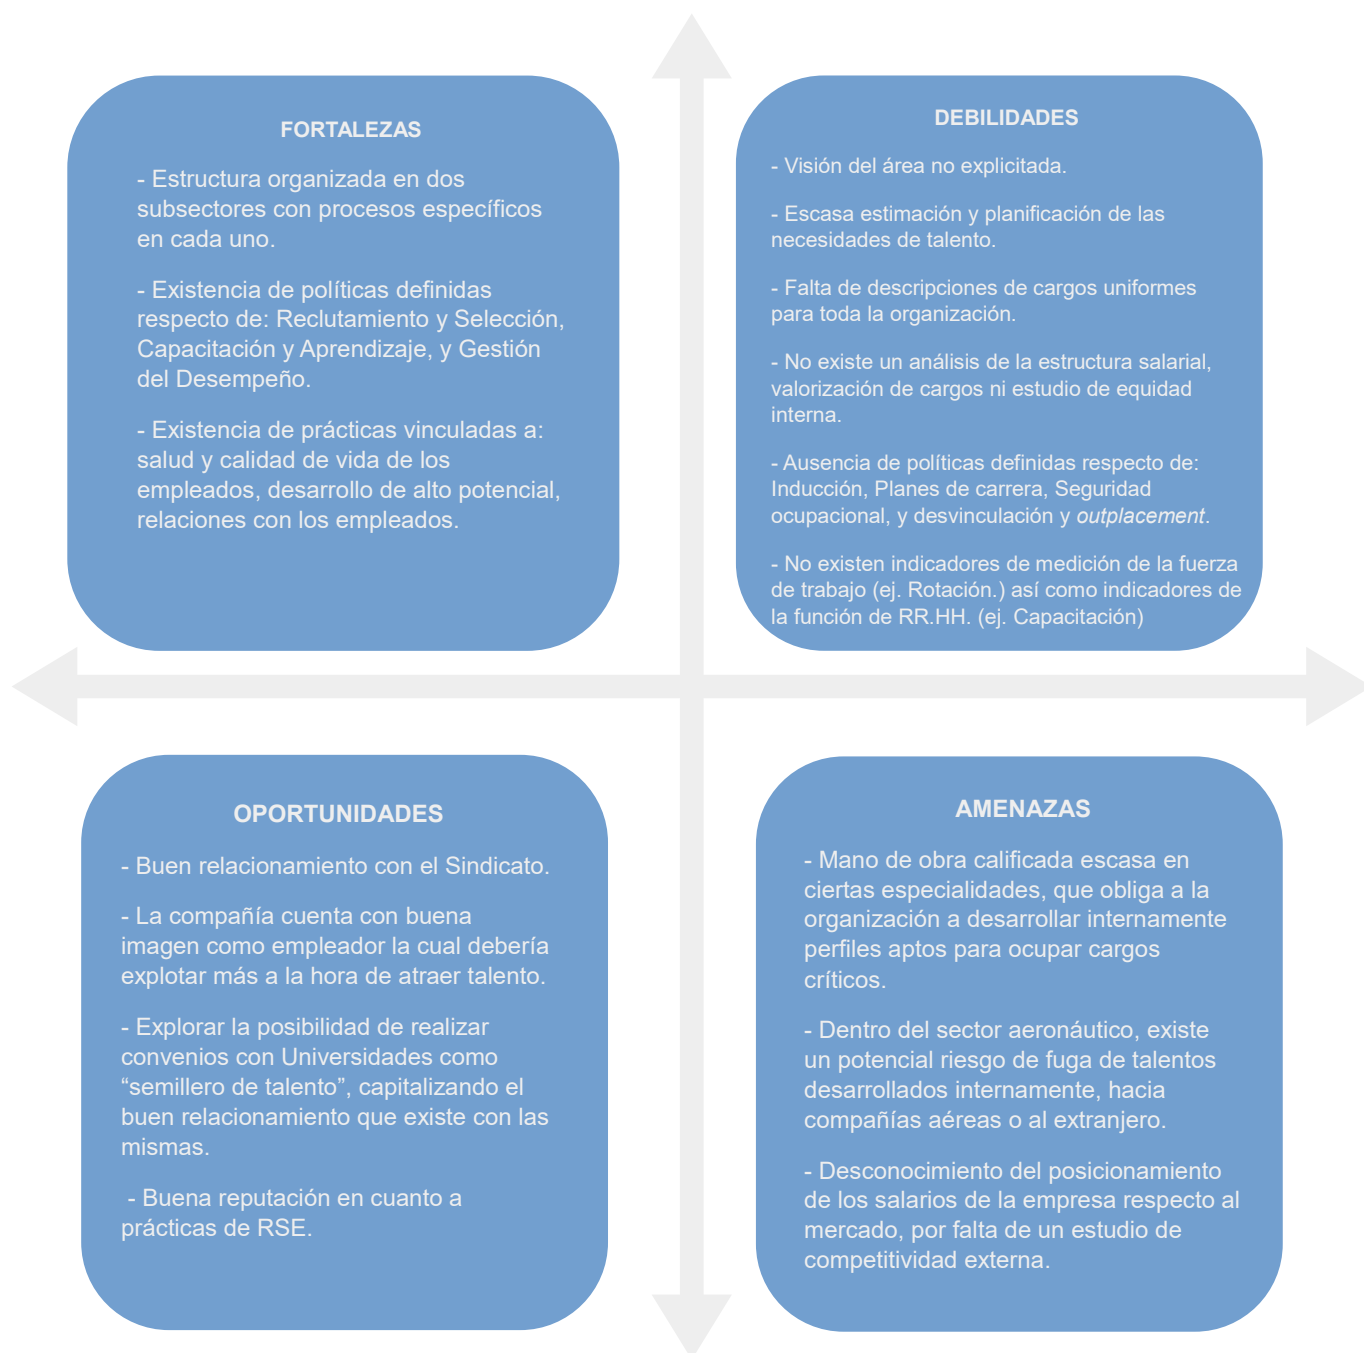 FORTALEZAS
- Estructura organizada en dos
subsectores con procesos específicos
en cada uno.
- Existencia de políticas definidas
respecto de: Reclutamiento y Selección,
Capacitación y Aprendizaje, y Gestión
del Desempeño.
- Existencia de prácticas vinculadas a:
salud y calidad de vida de los
empleados, desarrollo de alto potencial,
relaciones con los empleados.
DEBILIDADES
- Visión del área no explicitada.
- Escasa estimación y planificación de las
necesidades de talento.
- Falta de descripciones de cargos uniformes
para toda la organización.
- No existe un análisis de la estructura salarial,
valorización de cargos ni estudio de equidad
interna.
- Ausencia de políticas definidas respecto de:
Inducción, Planes de carrera, Seguridad
ocupacional, y desvinculación y outplacement.
- No existen indicadores de medición de la fuerza
de trabajo (ej. Rotación.) así como indicadores de
la función de RR.HH. (ej. Capacitación)
OPORTUNIDADES
- Buen relacionamiento con el Sindicato.
- La compañía cuenta con buena
imagen como empleador la cual debería
explotar más a la hora de atraer talento.
- Explorar la posibilidad de realizar
convenios con Universidades como
“semillero de talento”, capitalizando el
buen relacionamiento que existe con las
mismas.
- Buena reputación en cuanto a
prácticas de RSE.
AMENAZAS
- Mano de obra calificada escasa en
ciertas especialidades, que obliga a la
organización a desarrollar internamente
perfiles aptos para ocupar cargos
críticos.
- Dentro del sector aeronáutico, existe
un potencial riesgo de fuga de talentos
desarrollados internamente, hacia
compañías aéreas o al extranjero.
- Desconocimiento del posicionamiento
de los salarios de la empresa respecto al
mercado, por falta de un estudio de
competitividad externa.